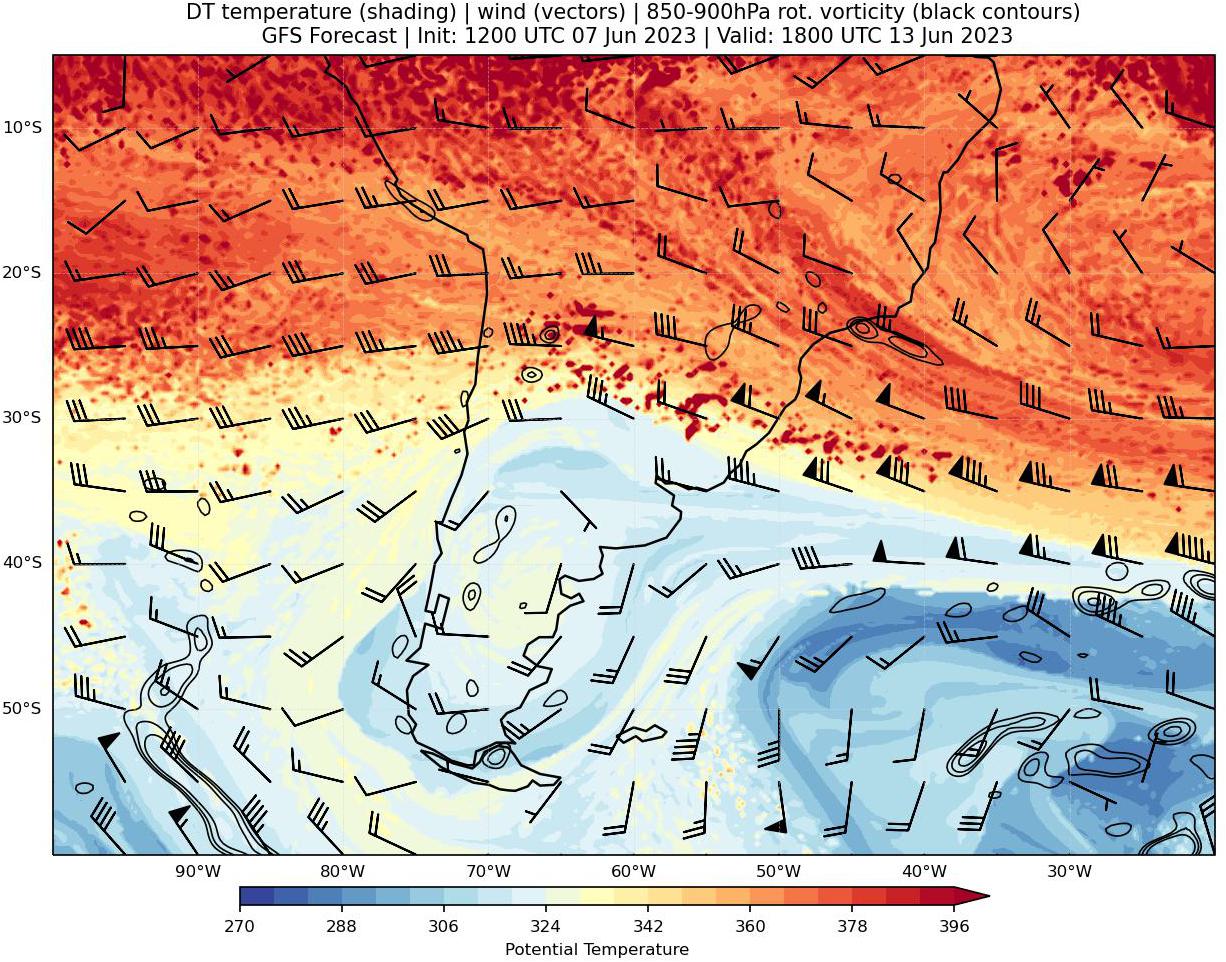 DT temperature (shading) | wind (vectors) | 850-900hPa rot. vorticity (black contours)
GFS Forecast | Init: 1200 UTC 07 Jun 2023 | Valid: 1800 UTC 13 Jun 2023
10°S
20°S
30°S
40°S
50°S
90°W 80°W 70°W 60°W 50°W 40°W 30°W
270 288 306 324 342 360 378 396
Potential Temperature